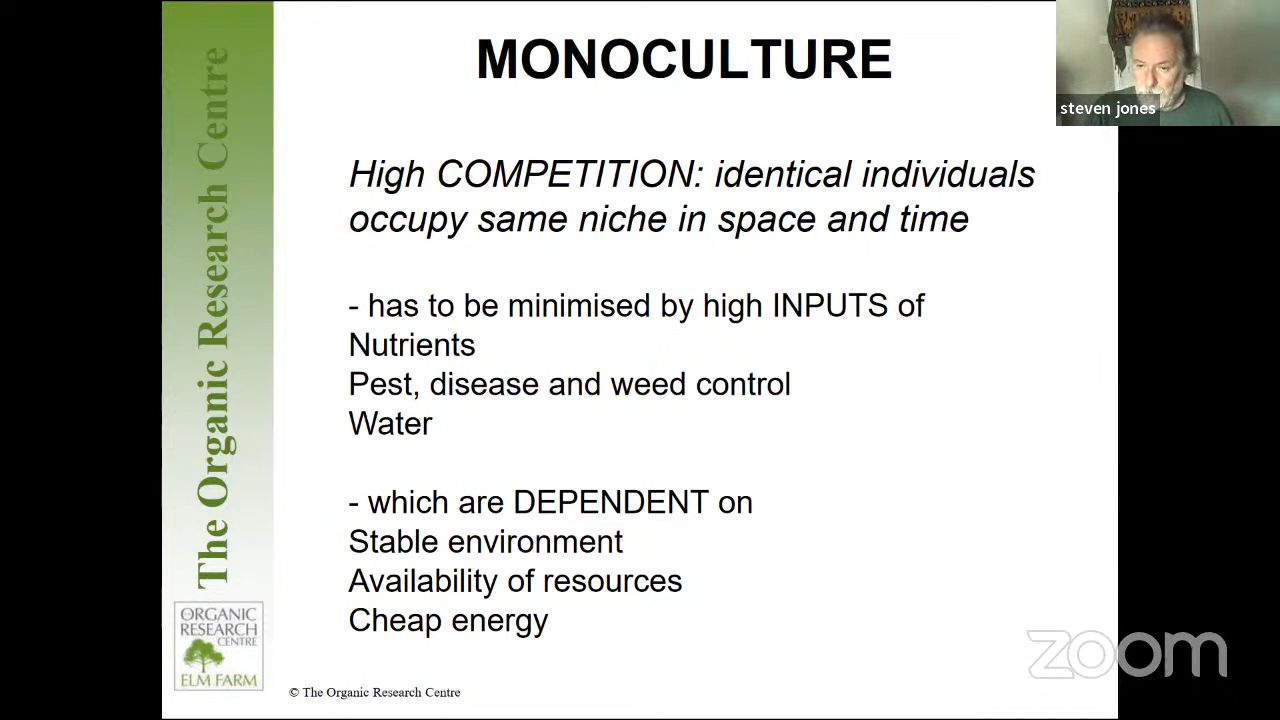 MONOCULTURE
steven jones
High COMPETITION: identical individuals
occupy same niche in space and time
- has to be minimised by high INPUTS of
Nutrients
Pest, disease and weed control
Water
- which are DEPENDENT on
Stable environment
Availability of resources
Cheap energy
The Organic Research Centre
ORGANIC
RESEARCH
CENTRE
ELM FARM
© The Organic Research Centre
zoom